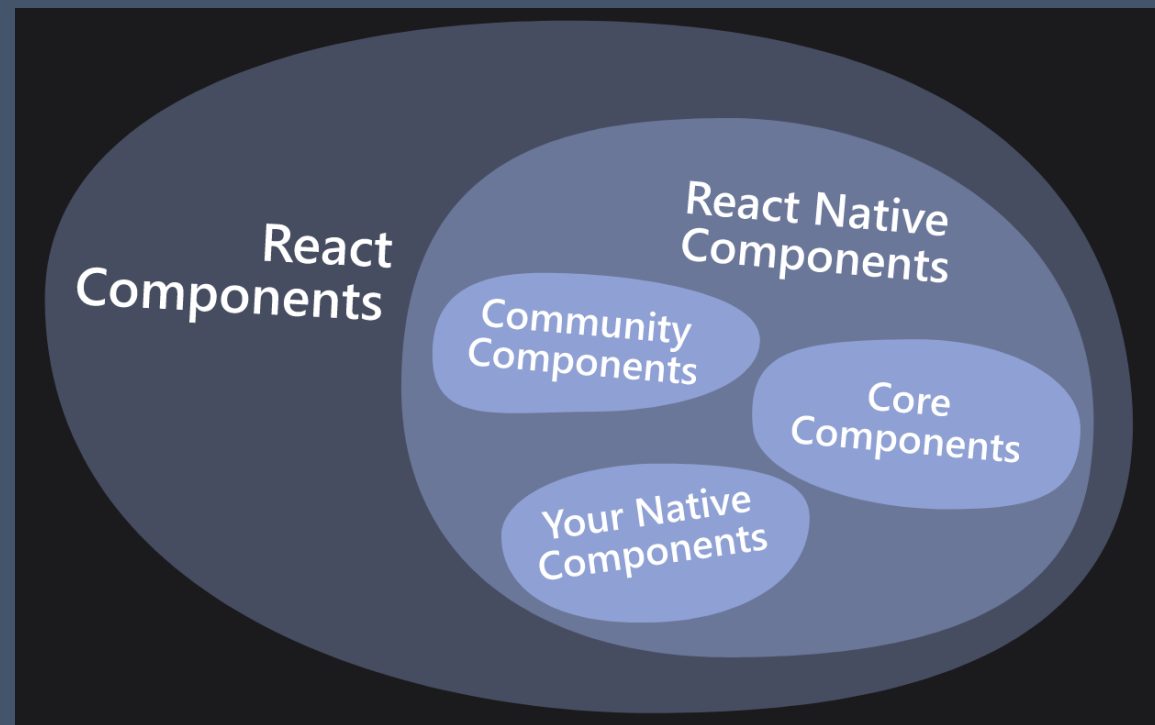 React
Components
React Native
Components
Community
Components
Core
Components
Your Native
Components